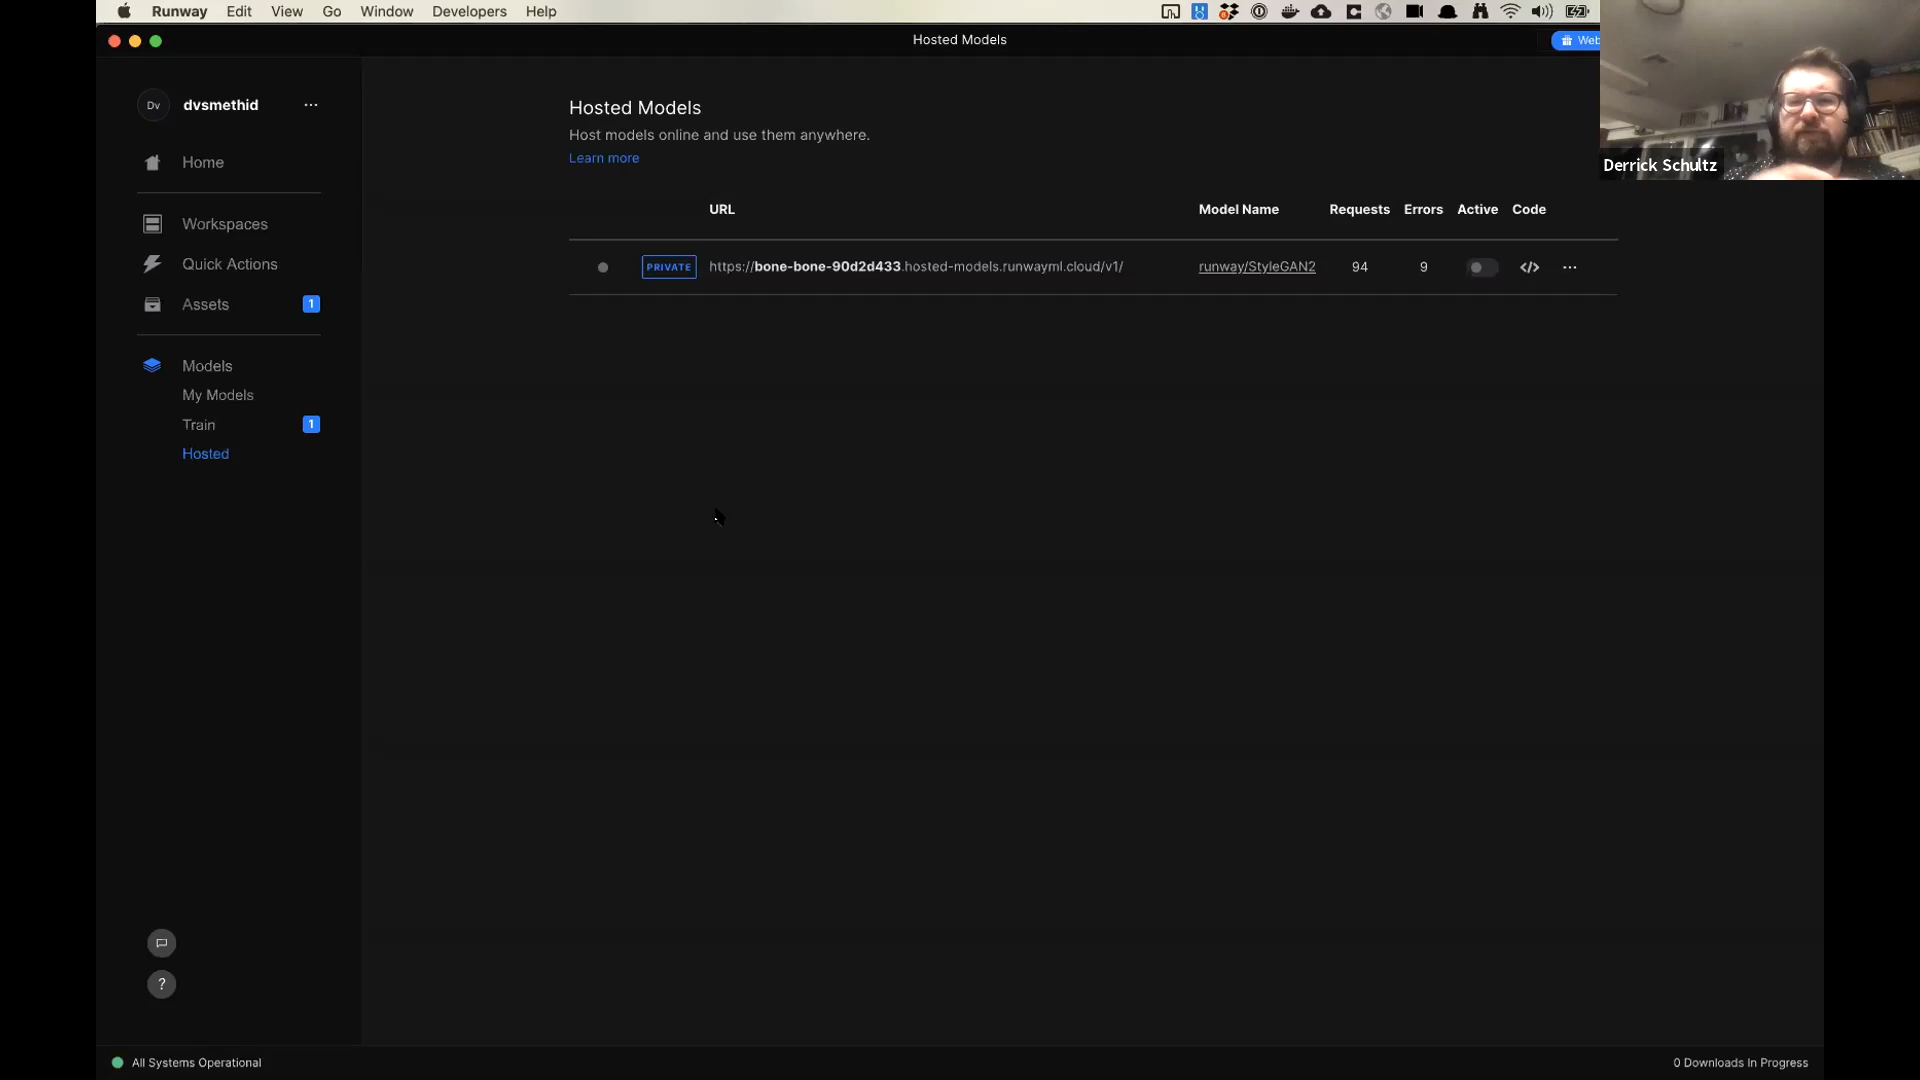 Runway Edit View Go Window Developers Help
Hosted Models
Web
Dv dvsmethid ...
Home
Workspaces
Quick Actions
Assets 1
Models
My Models
Train 1
Hosted
Hosted Models
Host models online and use them anywhere.
Learn more
URL Model Name Requests Errors Active Code
PRIVATE https://bone-bone-90d2d433.hosted-models.runwayml.cloud/v1/ runway/StyleGAN2 94 9 </> ...
Derrick Schultz
?
All Systems Operational
0 Downloads In Progress